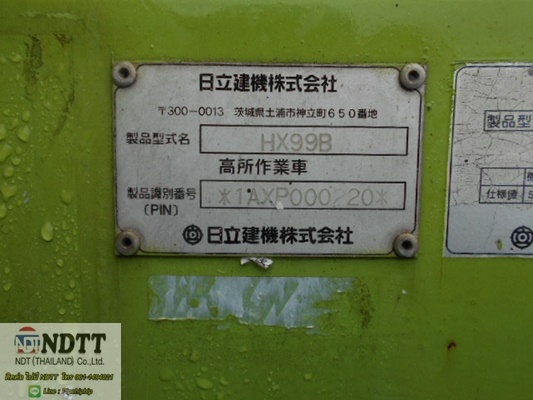 日立建機株式会社
〒300-0013 茨城県土浦市神立町650番地
製品型式名 HX99B
高所作業車
製品識別番号 *1AXP000220*
(PIN)
日立建機株式会社
製品型
仕様値
NDTT
NDT (THAILAND) Co.,Ltd.